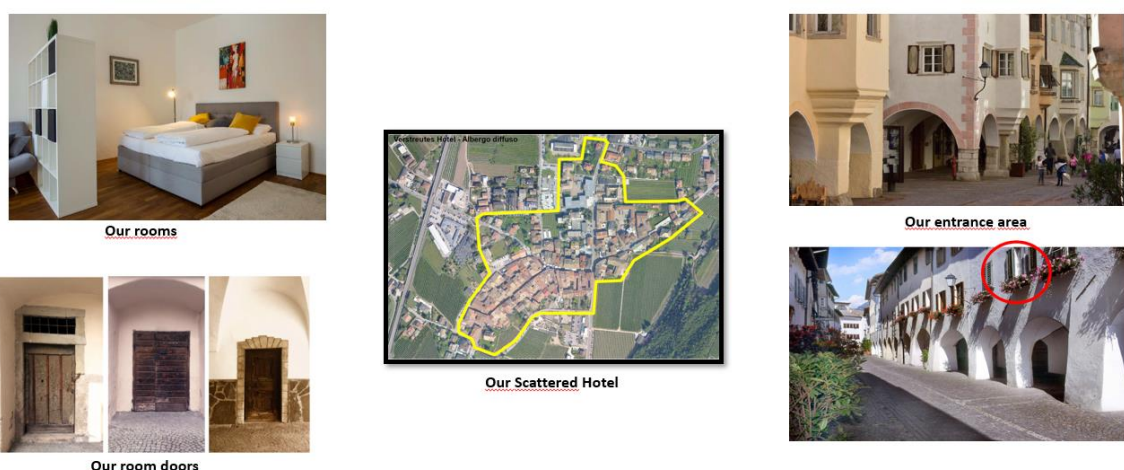 Our rooms
Our room doors
Verstreutes Hotel - Albergo diffuso
Our Scattered Hotel
Our entrance area